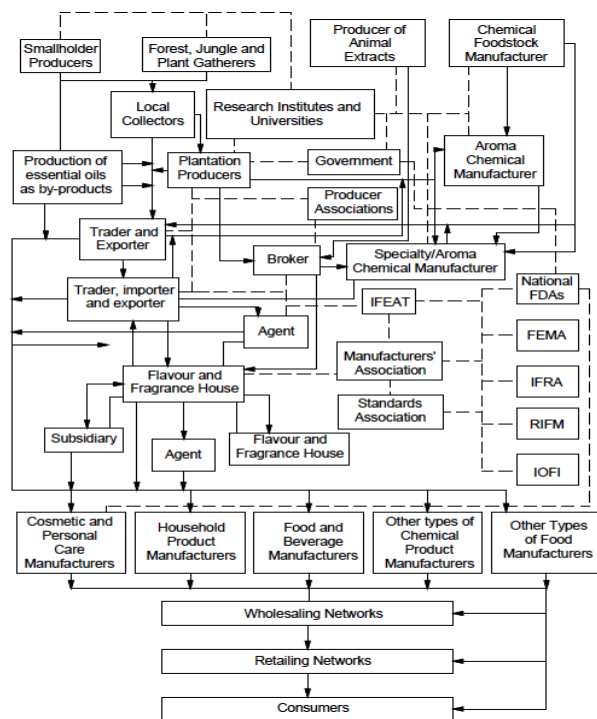 Smallholder
Producers
Forest, Jungle and
Plant Gatherers
Producer of
Animal
Extracts
Chemical
Foodstock
Manufacturer
Local
Collectors
Research Institutes and
Universities
Production of
essential oils
as by-products
Plantation
Producers
Government
Aroma
Chemical
Manufacturer
Producer
Associations
Trader and
Exporter
Broker
Specialty/Aroma
Chemical Manufacturer
Trader, importer
and exporter
IFEAT
National
FDAs
Agent
FEMA
Manufacturers'
Association
Flavour and
Fragrance House
IFRA
Standards
Association
RIFM
Subsidiary
Agent
Flavour and
Fragrance House
IOFI
Cosmetic and
Personal
Care
Manufacturers
Household
Product
Manufacturers
Food and
Beverage
Manufacturers
Other types of
Chemical
Product
Manufacturers
Other Types
of Food
Manufacturers
Wholesaling Networks
Retailing Networks
Consumers